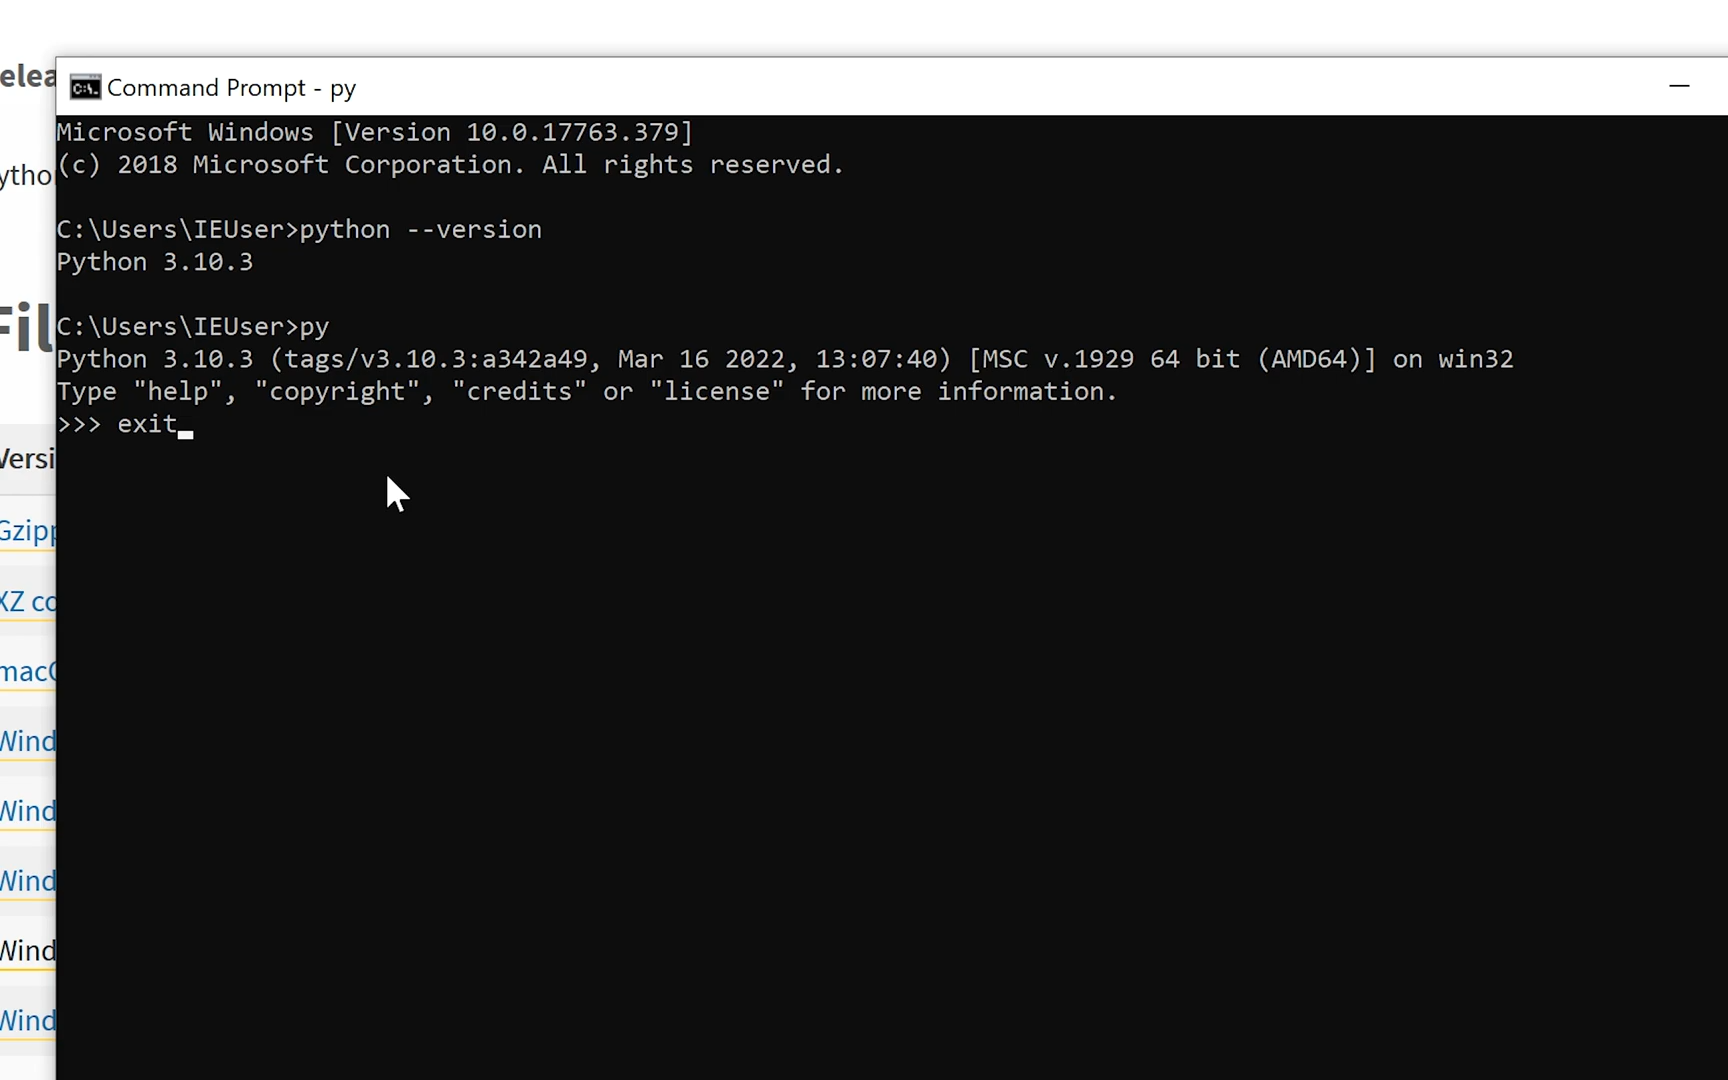 Command Prompt - py
Microsoft Windows [Version 10.0.17763.379]
(c) 2018 Microsoft Corporation. All rights reserved.
C:\Users\IEUser>python --version
Python 3.10.3
C:\Users\IEUser>py
Python 3.10.3 (tags/v3.10.3:a342a49, Mar 16 2022, 13:07:40) [MSC v.1929 64 bit (AMD64)] on win32
Type "help", "copyright", "credits" or "license" for more information.
>>> exit
elea
ytho
Fil
Versi
Gzipp
XZ co
mac
Wind
Wind
Wind
Wind
Wind